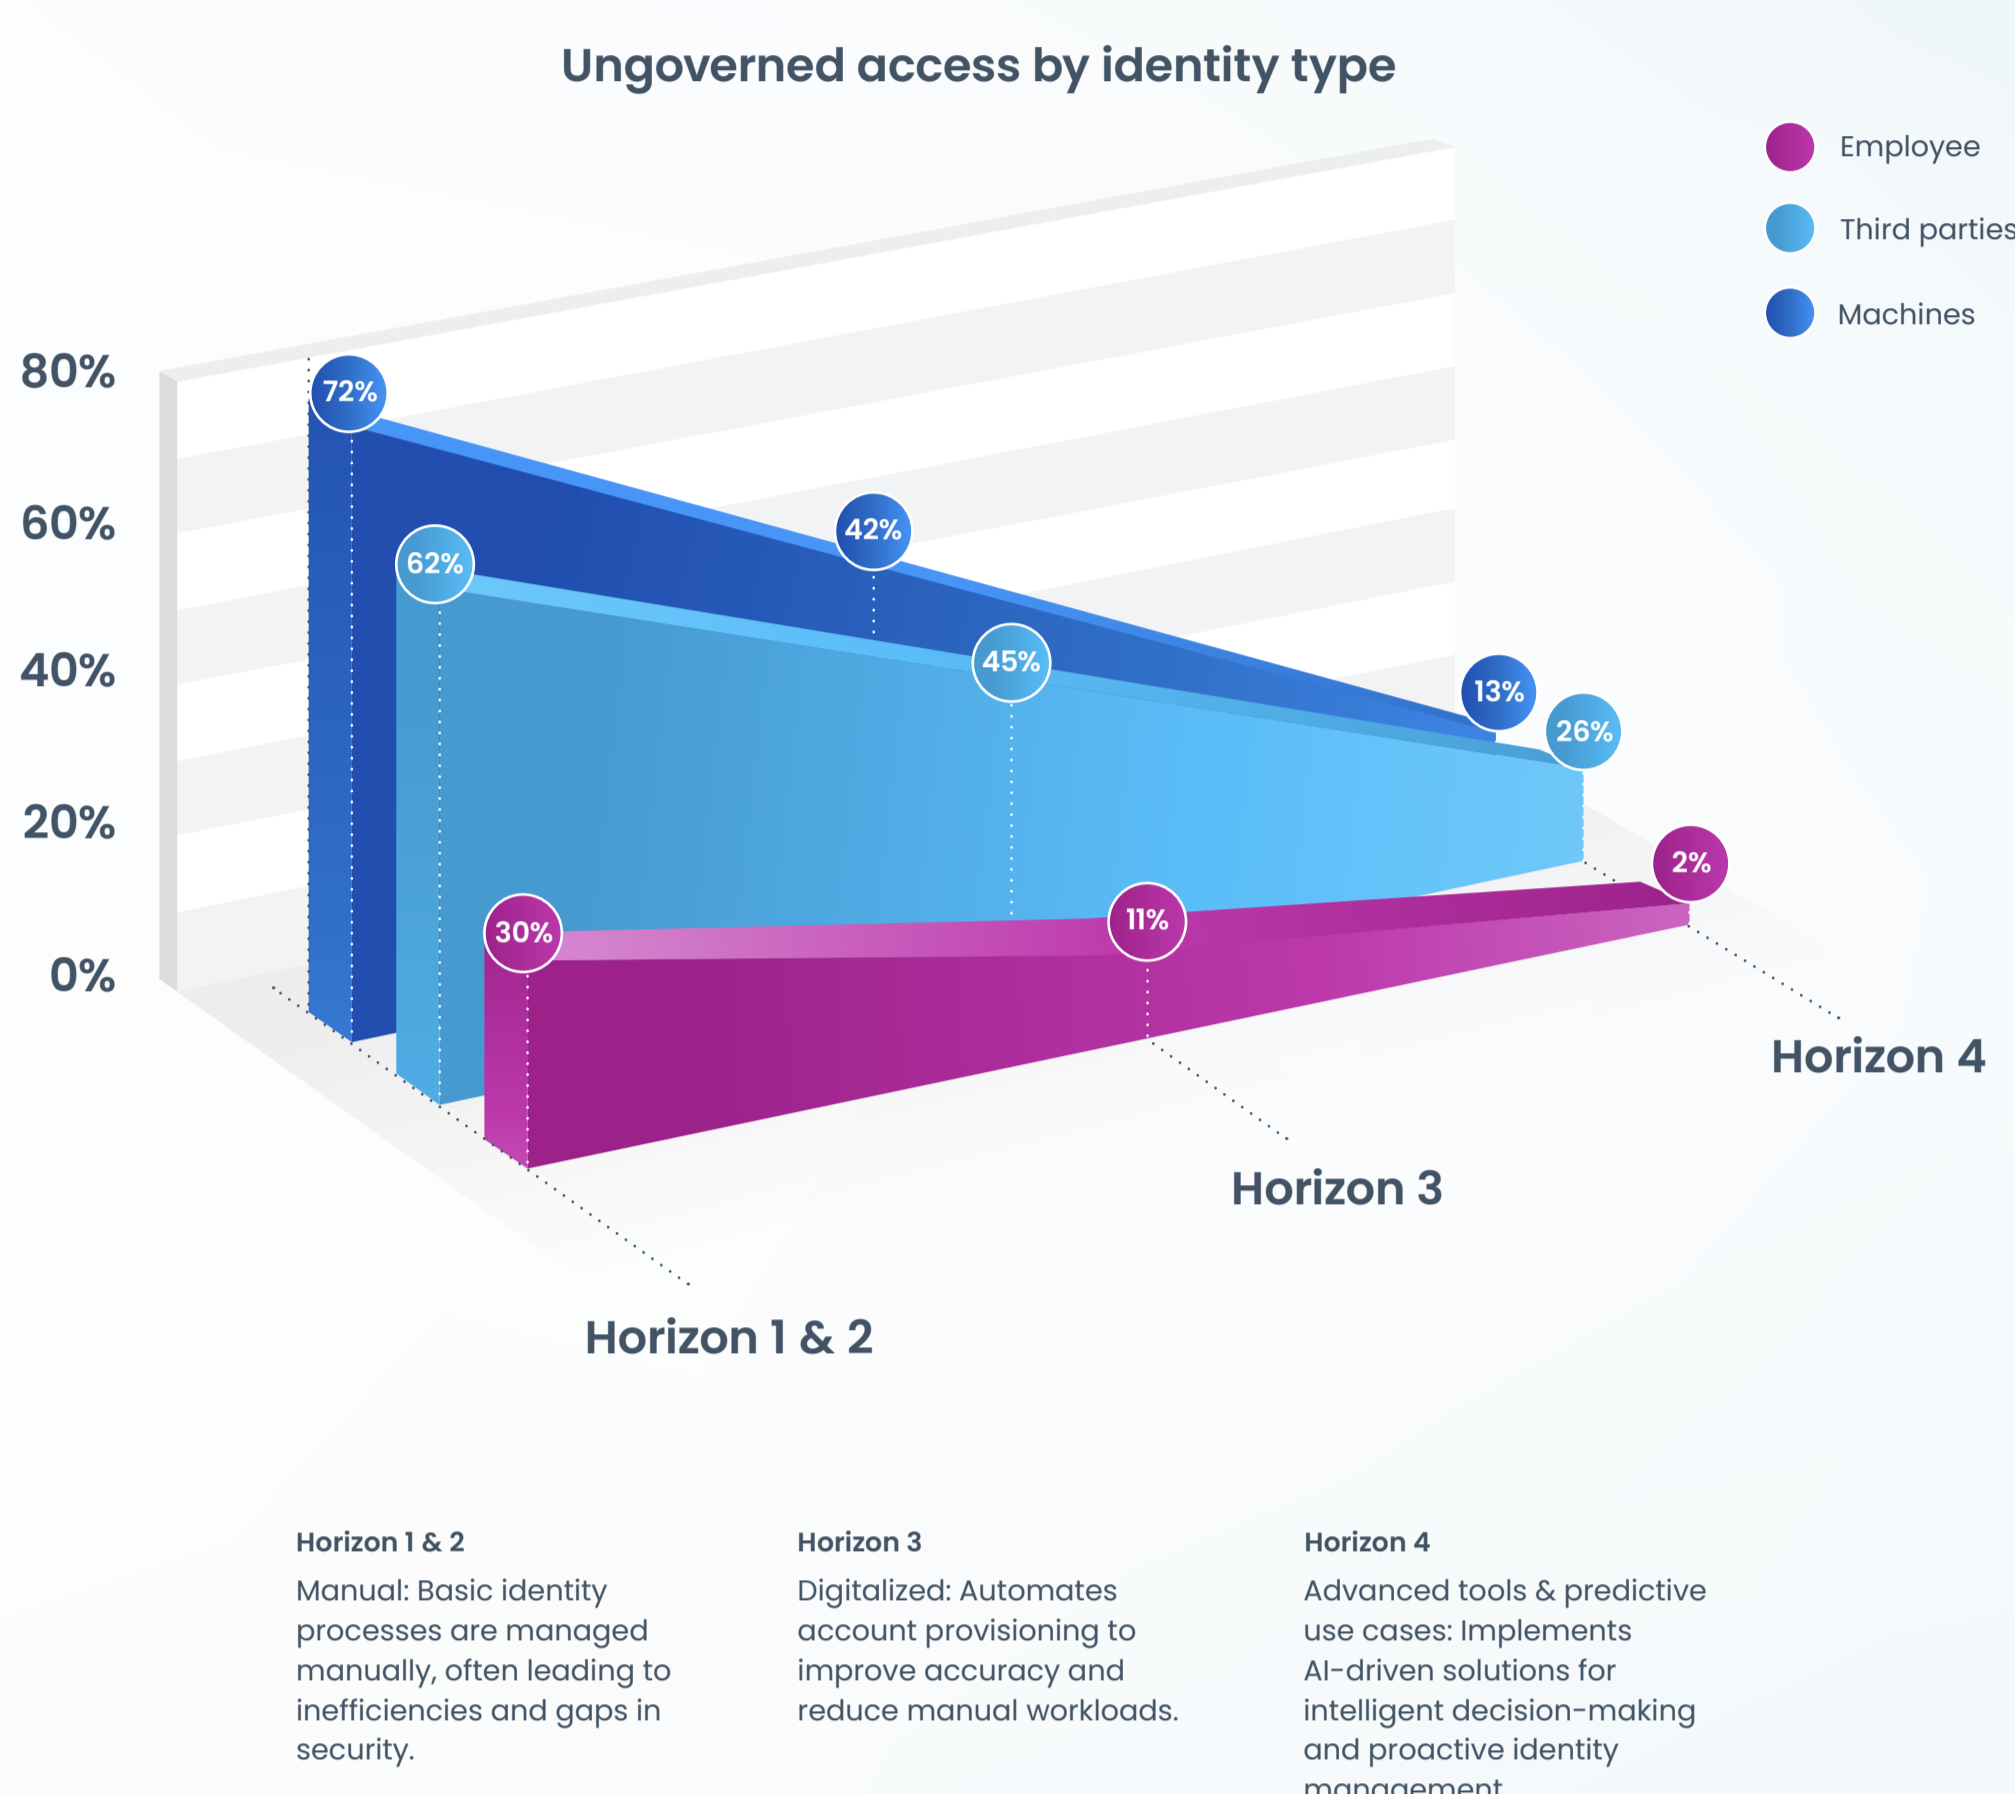 Ungoverned access by identity type
Employee
Third parties
Machines
80%
60%
40%
20%
0%
72%
42%
13%
62%
45%
26%
30%
11%
2%
Horizon 4
Horizon 3
Horizon 1 & 2
Horizon 1 & 2
Manual: Basic identity
processes are managed
manually, often leading to
inefficiencies and gaps in
security.
Horizon 3
Digitalized: Automates
account provisioning to
improve accuracy and
reduce manual workloads.
Horizon 4
Advanced tools & predictive
use cases: Implements
AI-driven solutions for
intelligent decision-making
and proactive identity
management